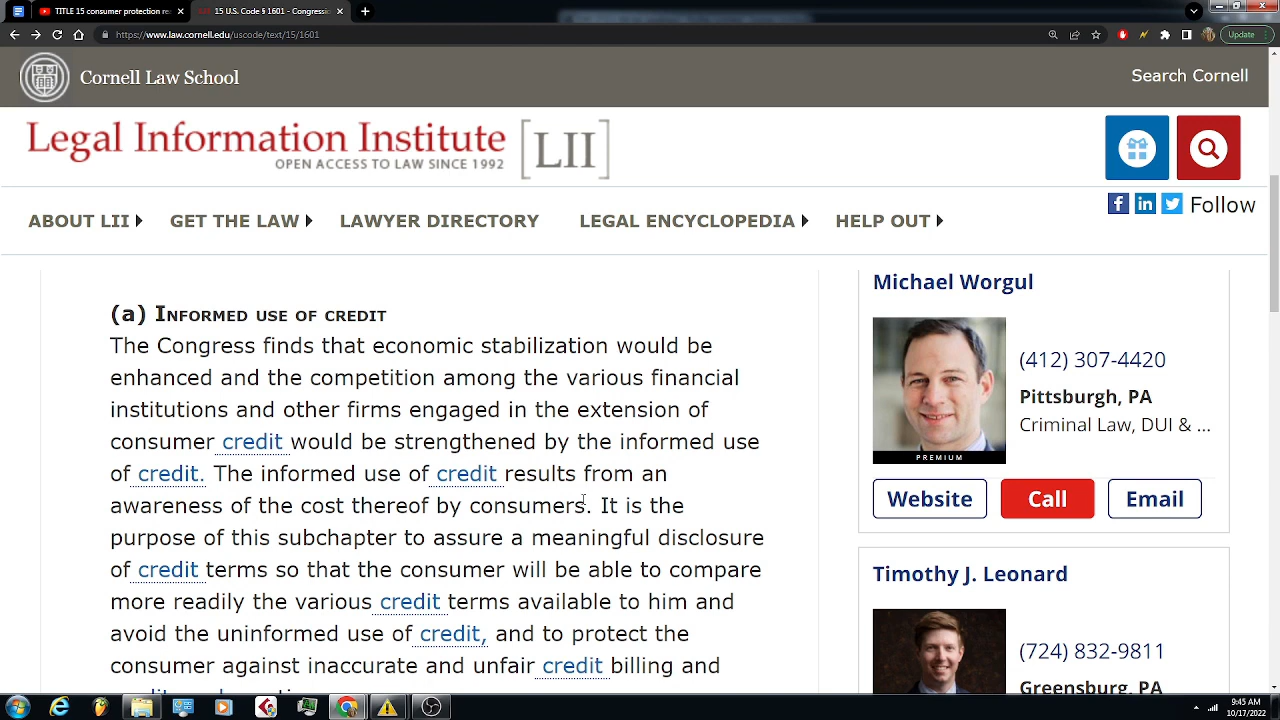 TITLE 15 consumer protection re
15 U.S. Code § 1601 - Congressio
https://www.law.cornell.edu/uscode/text/15/1601
Update
Cornell Law School
Search Cornell
Legal Information Institute [LII]
OPEN ACCESS TO LAW SINCE 1992
ABOUT LII
GET THE LAW
LAWYER DIRECTORY
LEGAL ENCYCLOPEDIA
HELP OUT
Follow
(a) Informed use of credit
The Congress finds that economic stabilization would be
enhanced and the competition among the various financial
institutions and other firms engaged in the extension of
consumer credit would be strengthened by the informed use
of credit. The informed use of credit results from an
awareness of the cost thereof by consumers. It is the
purpose of this subchapter to assure a meaningful disclosure
of credit terms so that the consumer will be able to compare
more readily the various credit terms available to him and
avoid the uninformed use of credit, and to protect the
consumer against inaccurate and unfair credit billing and
Michael Worgul
(412) 307-4420
Pittsburgh, PA
Criminal Law, DUI & ...
PREMIUM
Website
Call
Email
Timothy J. Leonard
(724) 832-9811
Greensburg, PA
9:45 AM
10/17/2022